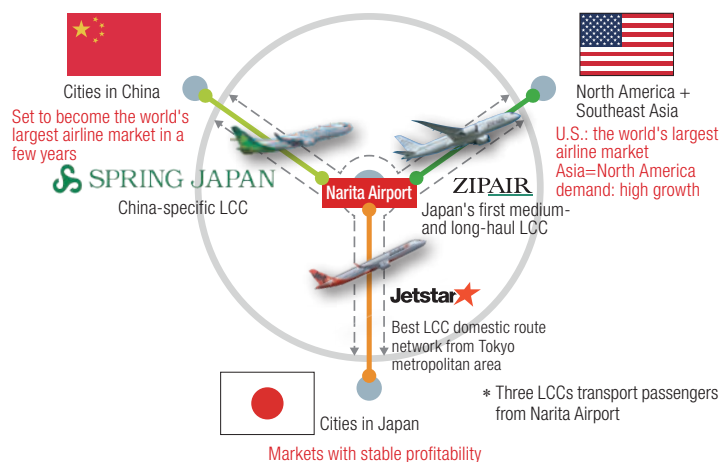 Cities in China
Set to become the world's
largest airline market in a
few years
SPRING JAPAN
China-specific LCC
North America +
Southeast Asia
U.S.: the world's largest
airline market
Asia=North America
demand: high growth
Narita Airport
ZIPAIR
Japan's first medium-
and long-haul LCC
Jetstar
Best LCC domestic route
network from Tokyo
metropolitan area
Cities in Japan
Markets with stable profitability
* Three LCCs transport passengers
from Narita Airport